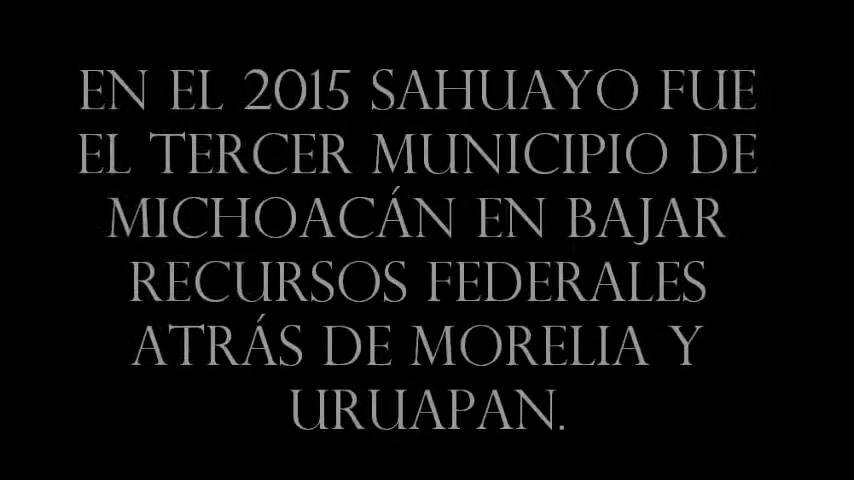 EN EL 2015 SAHUAYO FUE
EL TERCER MUNICIPIO DE
MICHOACÁN EN BAJAR
RECURSOS FEDERALES
ATRÁS DE MORELIA Y
URUAPAN.